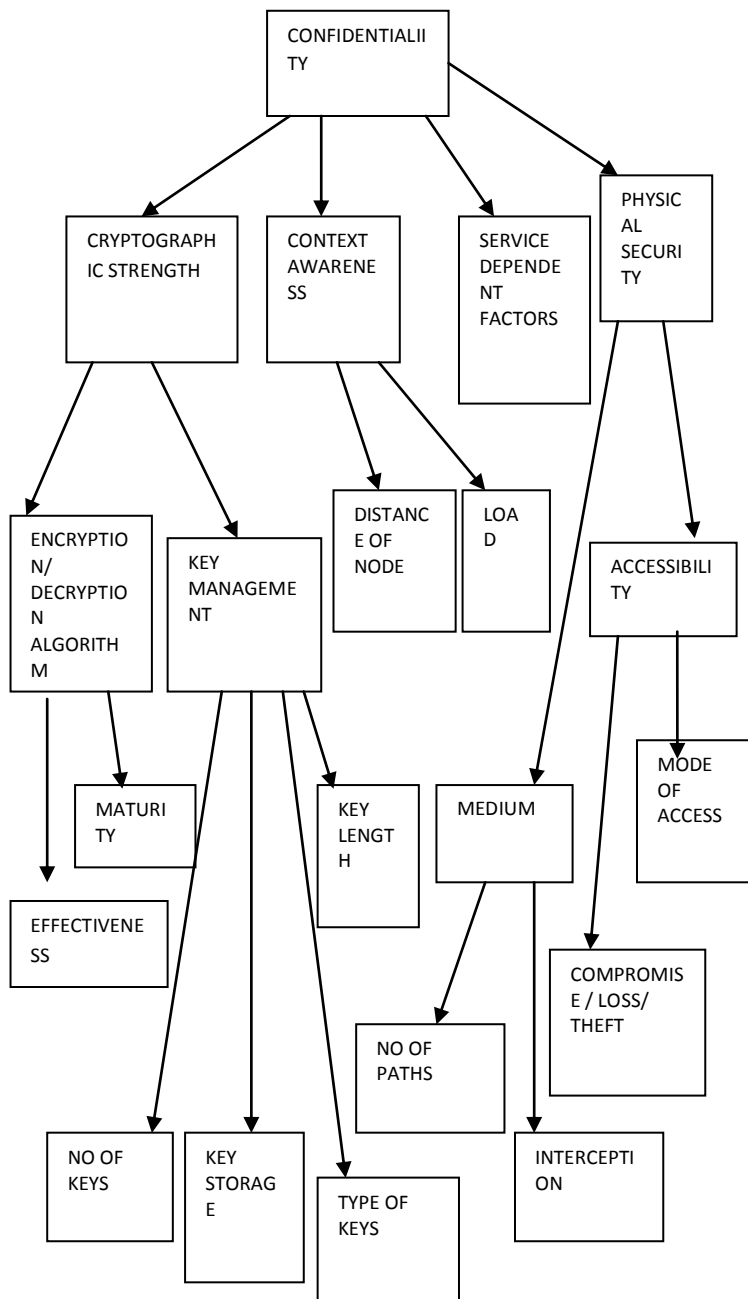 CONFIDENTIALII
TY
PHYSIC
AL
SECURI
TY
CRYPTOGRAPH
IC STRENGTH
CONTEXT
AWARENE
SS
SERVICE
DEPENDE
NT
FACTORS
ENCRYPTIO
N/
DECRYPTIO
N
ALGORITH
M
KEY
MANAGEME
NT
DISTANC
E OF
NODE
LOA
D
ACCESSIBILI
TY
MATURI
TY
KEY
LENGT
H
MEDIUM
MODE
OF
ACCESS
EFFECTIVENE
SS
COMPROMIS
E / LOSS/
THEFT
NO OF
PATHS
NO OF
KEYS
KEY
STORAG
E
TYPE OF
KEYS
INTERCEPTI
ON